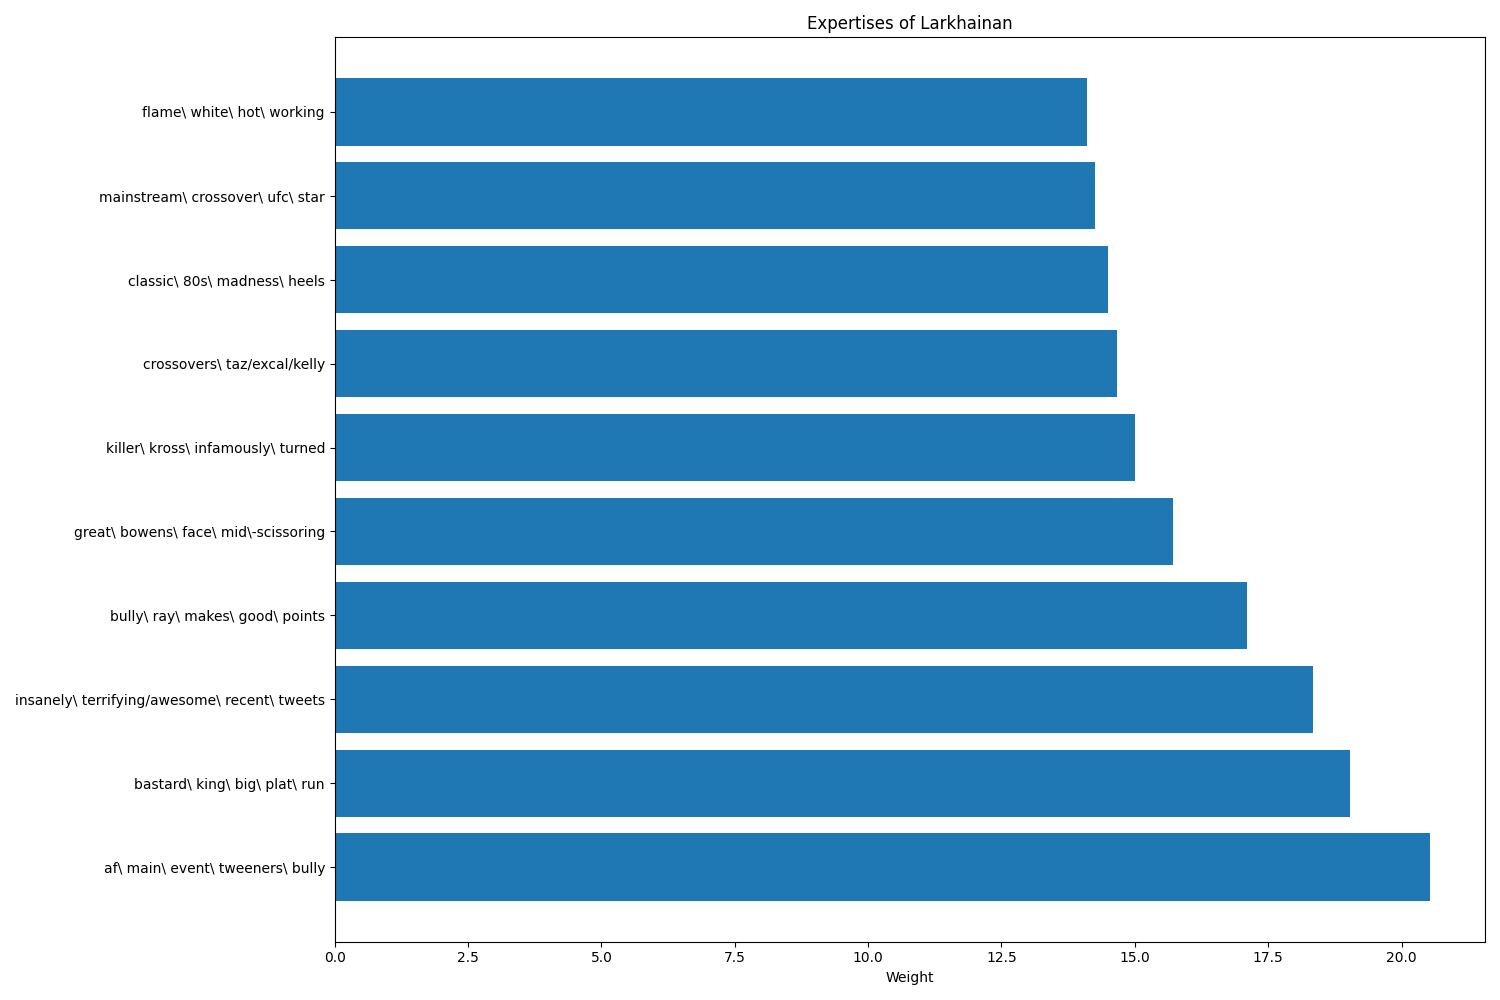 Expertises of Larkhainan
flame\ white\ hot\ working
mainstream\ crossover\ ufc\ star
classic\ 80s\ madness\ heels
crossovers\ taz/excal/kelly
killer\ kross\ infamously\ turned
great\ bowens\ face\ mid\-scissoring
bully\ ray\ makes\ good\ points
insanely\ terrifying/awesome\ recent\ tweets
bastard\ king\ big\ plat\ run
af\ main\ event\ tweeners\ bully
0.0 2.5 5.0 7.5 10.0 12.5 15.0 17.5 20.0
Weight